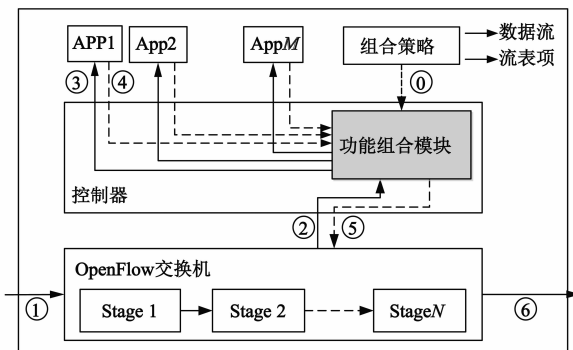 APP1
App2
AppM
组合策略
数据流
流表项
③
④
⓪
功能组合模块
控制器
②
⑤
OpenFlow交换机
①
Stage 1
Stage 2
StageN
⑥